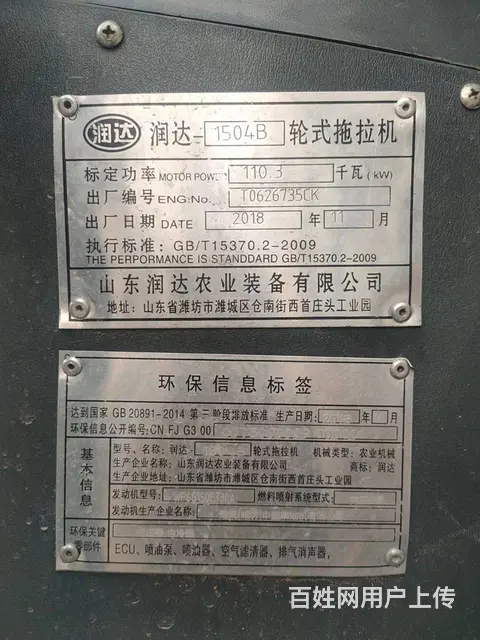 润达 润达-1504B 轮式拖拉机
标定功率 MOTOR POWER 110.3 千瓦(kW)
出厂编号 ENG:No. T0626735CK
出厂日期 DATE 2018 年 11 月
执行标准: GB/T15370.2-2009
THE PERPORMANCE IS STANDDARD GB/T15370.2-2009
山东润达农业装备有限公司
地址: 山东省潍坊市潍城区仓南街西首庄头工业园
环保信息标签
达到国家 GB 20891-2014 第三阶段排放标准 生产日期: 年 月
环保信息公开编号: CN FJ G3 00
基本信息
型号、名称: 润达- 轮式拖拉机 机械类型: 农业机械
生产企业名称: 山东润达农业装备有限公司 商标: 润达
生产企业地址: 山东省潍坊市潍城区仓南街西首庄头工业园
发动机型号: 燃料喷射系统型式:
发动机生产企业名称:
环保关键零部件
ECU、喷油泵、喷油器、空气滤清器、排气消声器,
百姓网用户上传